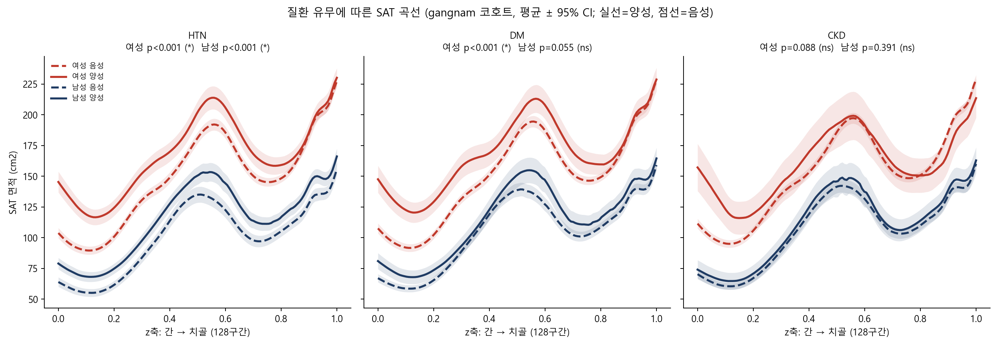 질환 유무에 따른 SAT 곡선 (gangnam 코호트, 평균 ± 95% CI; 실선=양성, 점선=음성)
HTN
여성 p<0.001 (*)  남성 p<0.001 (*)
DM
여성 p<0.001 (*)  남성 p=0.055 (ns)
CKD
여성 p=0.088 (ns)  남성 p=0.391 (ns)
여성 음성
여성 양성
남성 음성
남성 양성
SAT 면적 (cm2)
225
200
175
150
125
100
75
50
0.0 0.2 0.4 0.6 0.8 1.0
0.0 0.2 0.4 0.6 0.8 1.0
0.0 0.2 0.4 0.6 0.8 1.0
z축: 간 → 치골 (128구간)
z축: 간 → 치골 (128구간)
z축: 간 → 치골 (128구간)